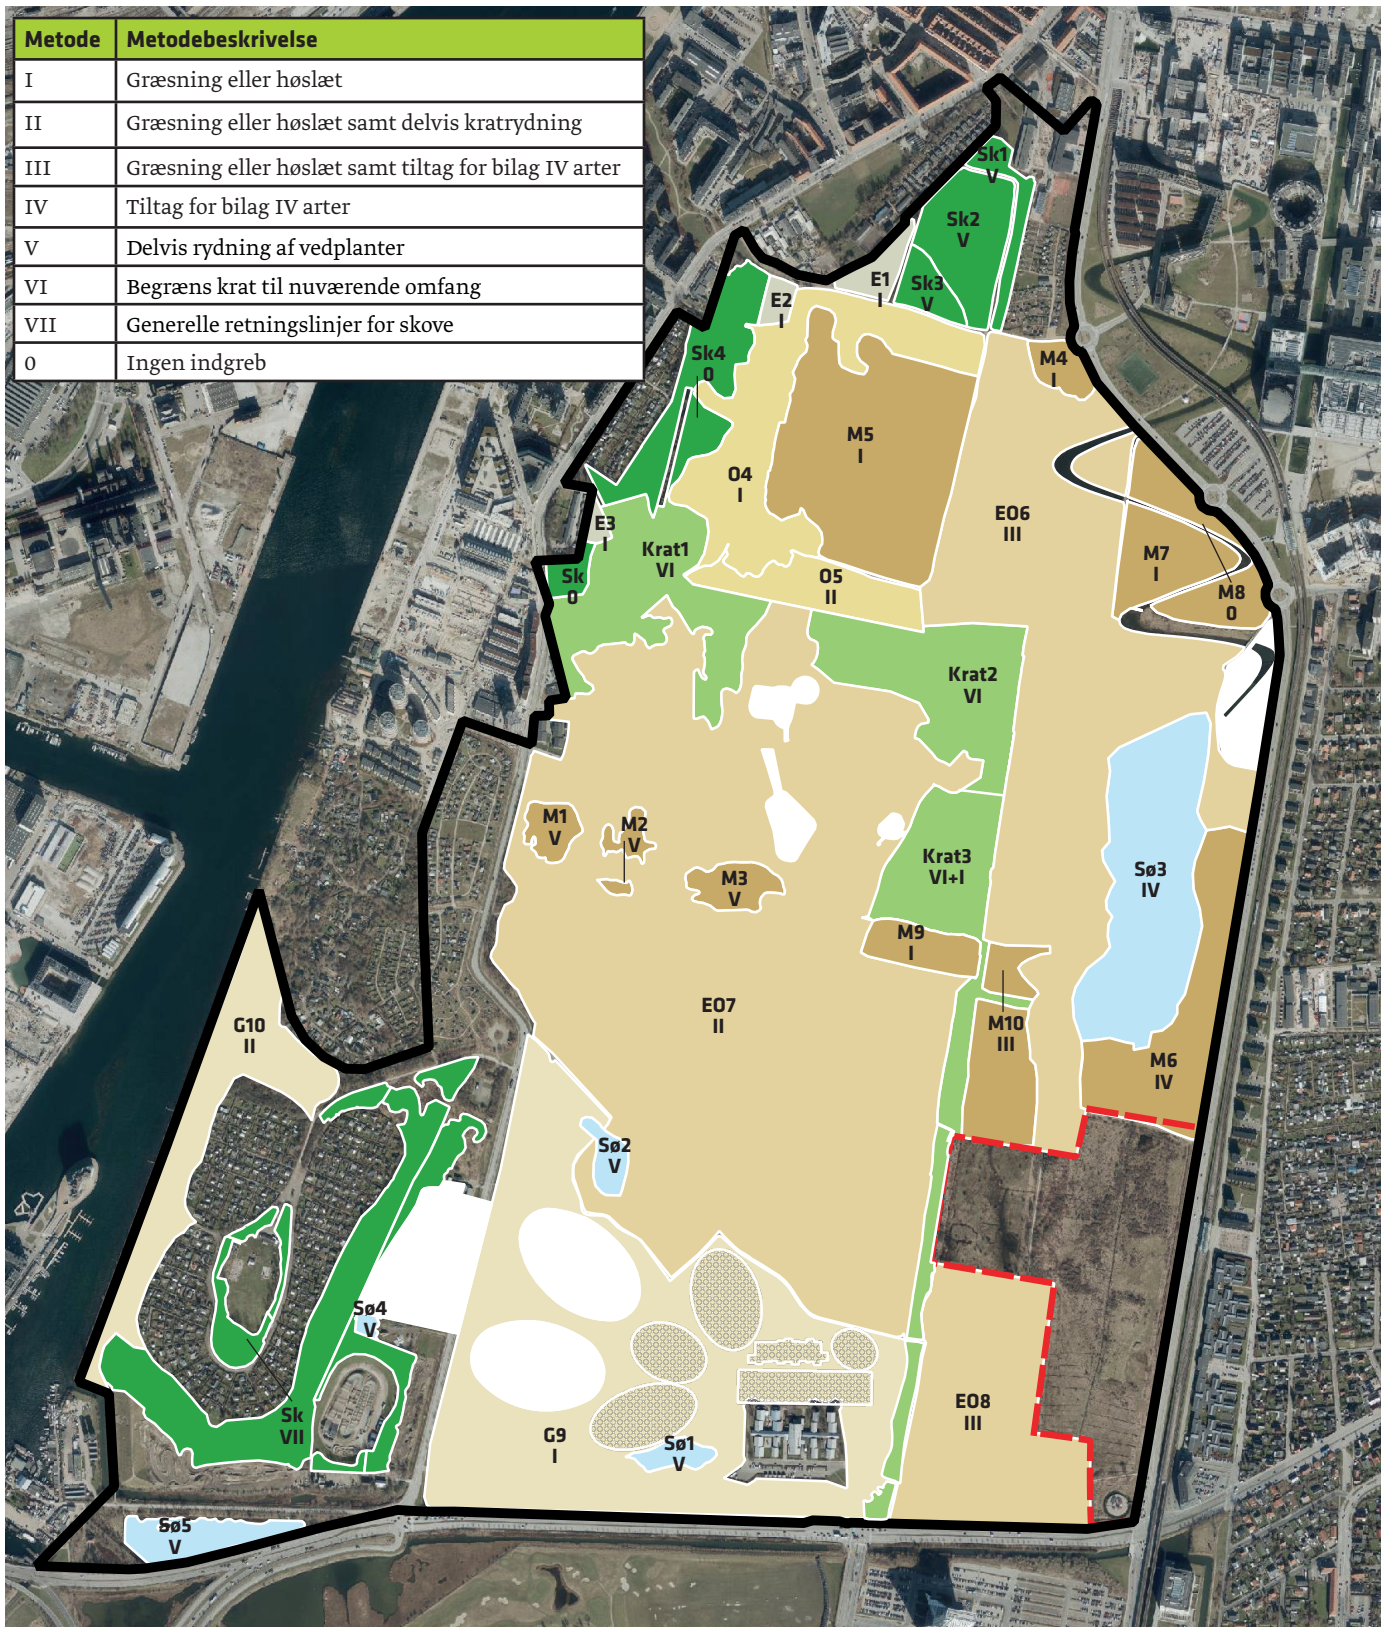 Metode Metodebeskrivelse
I Græsning eller høslæt
II Græsning eller høslæt samt delvis kratrydning
III Græsning eller høslæt samt tiltag for bilag IV arter
IV Tiltag for bilag IV arter
V Delvis rydning af vedplanter
VI Begræns krat til nuværende omfang
VII Generelle retningslinjer for skove
0 Ingen indgreb
Sk1
V
Sk2
V
Sk3
V
E1
I
E2
I
Sk4
0
M4
I
M5
I
O4
I
EO6
III
E3
I
Krat1
VI
Sk
0
O5
II
M7
I
M8
0
Krat2
VI
M1
V
M2
V
M3
V
Krat3
VI+I
Sø3
IV
M9
I
EO7
II
M10
III
M6
IV
G10
II
Sø2
V
Sø4
V
Sk
VII
G9
I
Sø1
V
EO8
III
Sø5
V